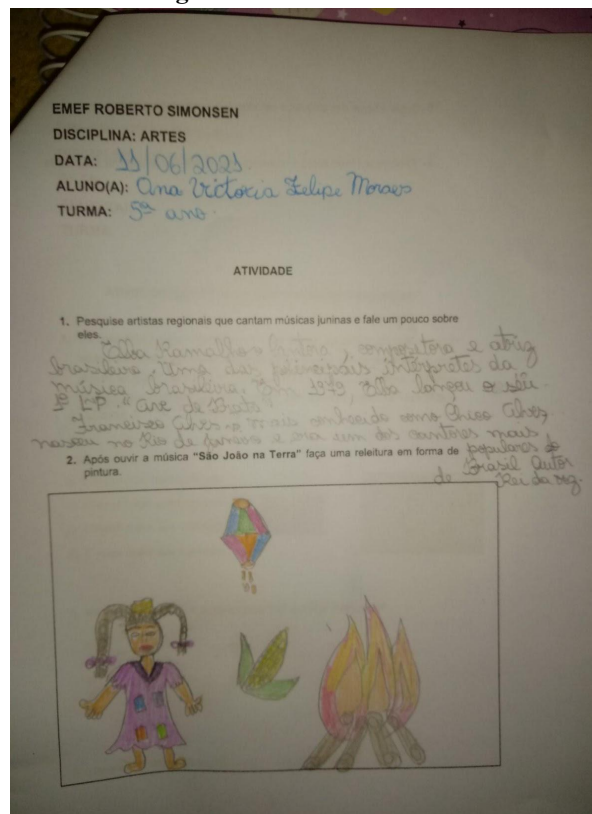 EMEF ROBERTO SIMONSEN
DISCIPLINA: ARTES
DATA: 11/06/2021
ALUNO(A): Ana Victoria Felipe Moraes
TURMA: 5º ano.
ATIVIDADE
1. Pesquise artistas regionais que cantam músicas juninas e fale um pouco sobre
eles.
Elba Ramalho - Cantora, compositora e atriz
brasileira. Uma das principais intérpretes da
música brasileira. Em 1979, Elba lançou o seu
1º LP. "Ave de Prata"
Francisco Alves - mais conhecido como Chico Alves,
nasceu no Rio de Janeiro e era um dos cantores mais
populares do
2. Após ouvir a música "São João na Terra" faça uma releitura em forma de
pintura.
Brasil
de Rei da voz.